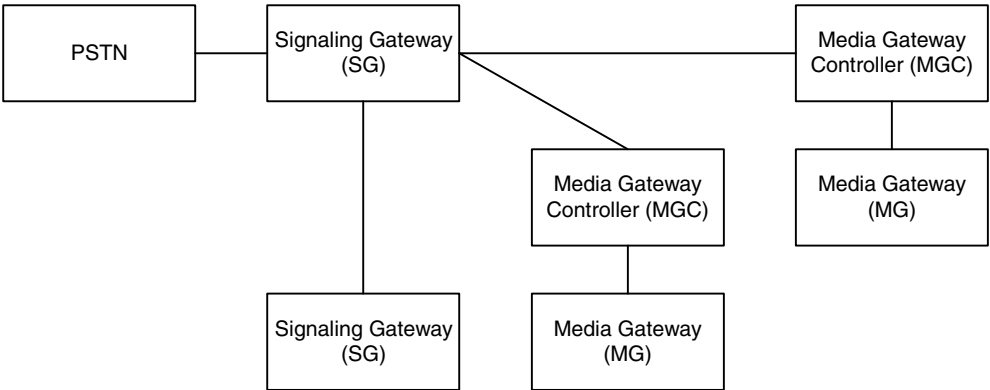 PSTN
Signaling Gateway
(SG)
Media Gateway
Controller (MGC)
Media Gateway
Controller (MGC)
Media Gateway
(MG)
Signaling Gateway
(SG)
Media Gateway
(MG)